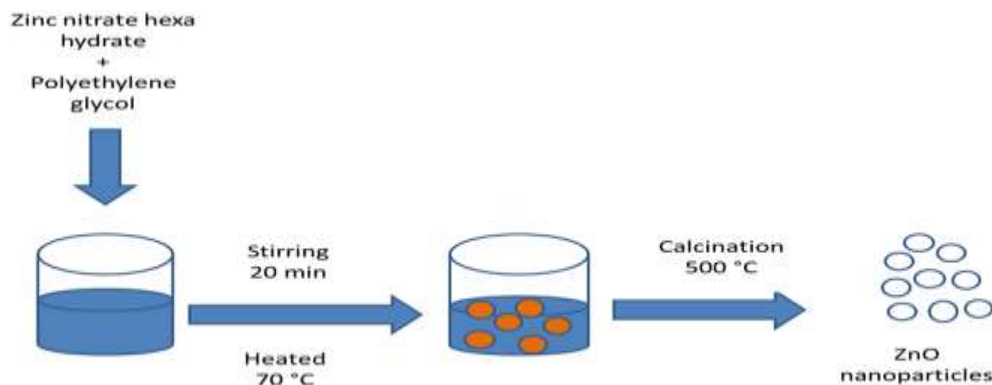 Zinc nitrate hexa
hydrate
+
Polyethylene
glycol
Stirring
20 min
Heated
70 °C
Calcination
500 °C
ZnO
nanoparticles